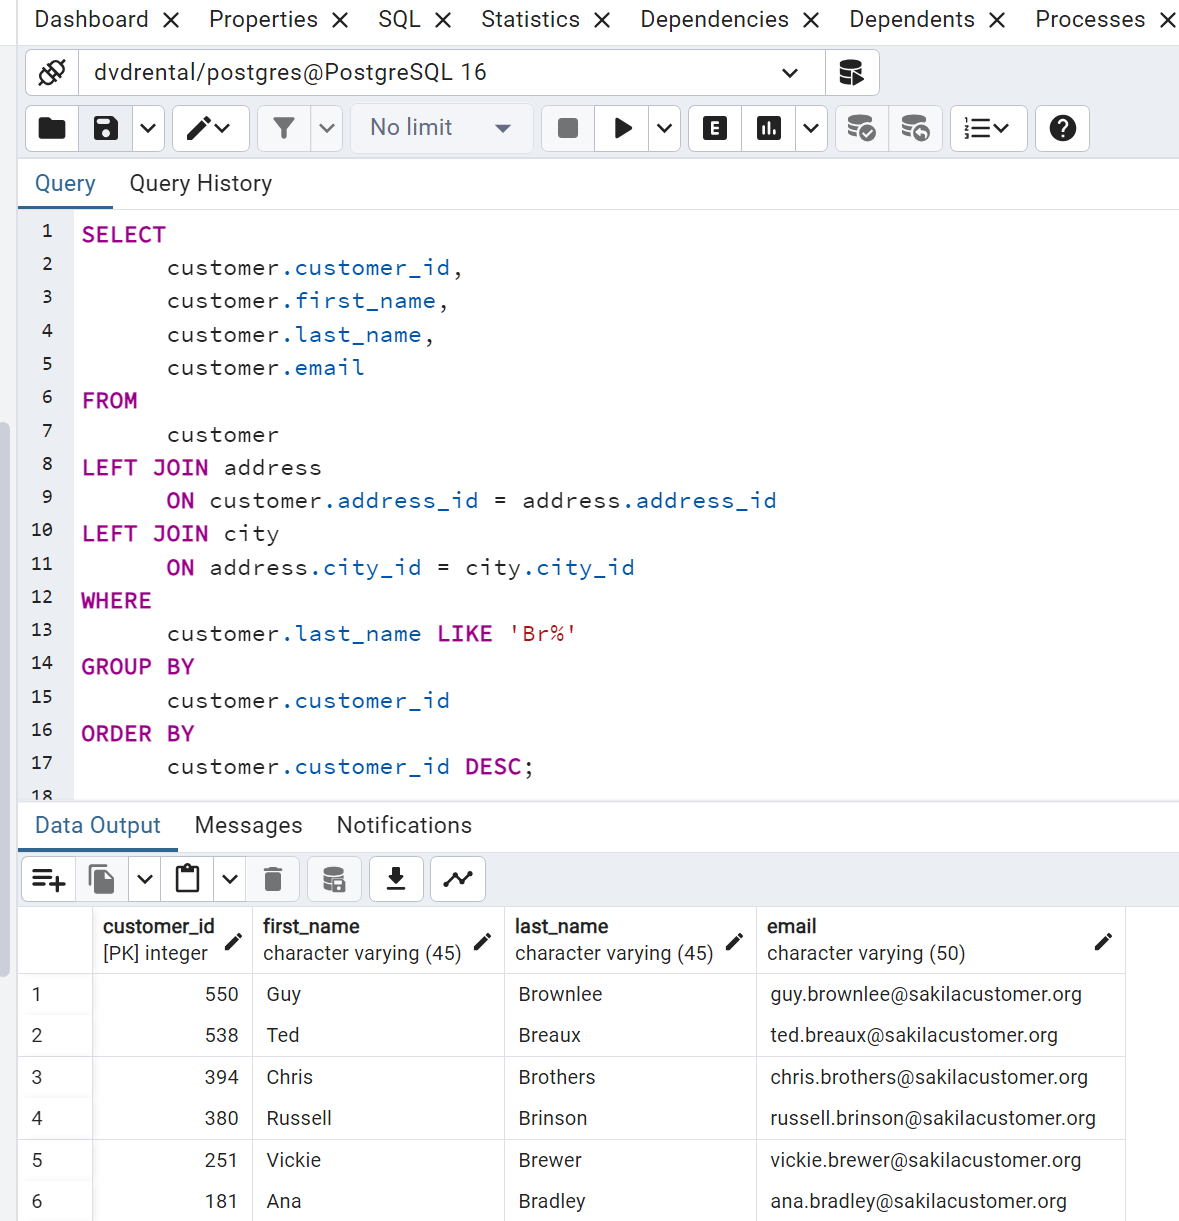 Dashboard Properties SQL Statistics Dependencies Dependents Processes
dvdrental/postgres@PostgreSQL 16
No limit E
Query Query History
1 SELECT
2 customer.customer_id,
3 customer.first_name,
4 customer.last_name,
5 customer.email
6 FROM
7 customer
8 LEFT JOIN address
9 ON customer.address_id = address.address_id
10 LEFT JOIN city
11 ON address.city_id = city.city_id
12 WHERE
13 customer.last_name LIKE 'Br%'
14 GROUP BY
15 customer.customer_id
16 ORDER BY
17 customer.customer_id DESC;
18
Data Output Messages Notifications
customer_id first_name last_name email
[PK] integer character varying (45) character varying (45) character varying (50)
1 550 Guy Brownlee guy.brownlee@sakilacustomer.org
2 538 Ted Breaux ted.breaux@sakilacustomer.org
3 394 Chris Brothers chris.brothers@sakilacustomer.org
4 380 Russell Brinson russell.brinson@sakilacustomer.org
5 251 Vickie Brewer vickie.brewer@sakilacustomer.org
6 181 Ana Bradley ana.bradley@sakilacustomer.org